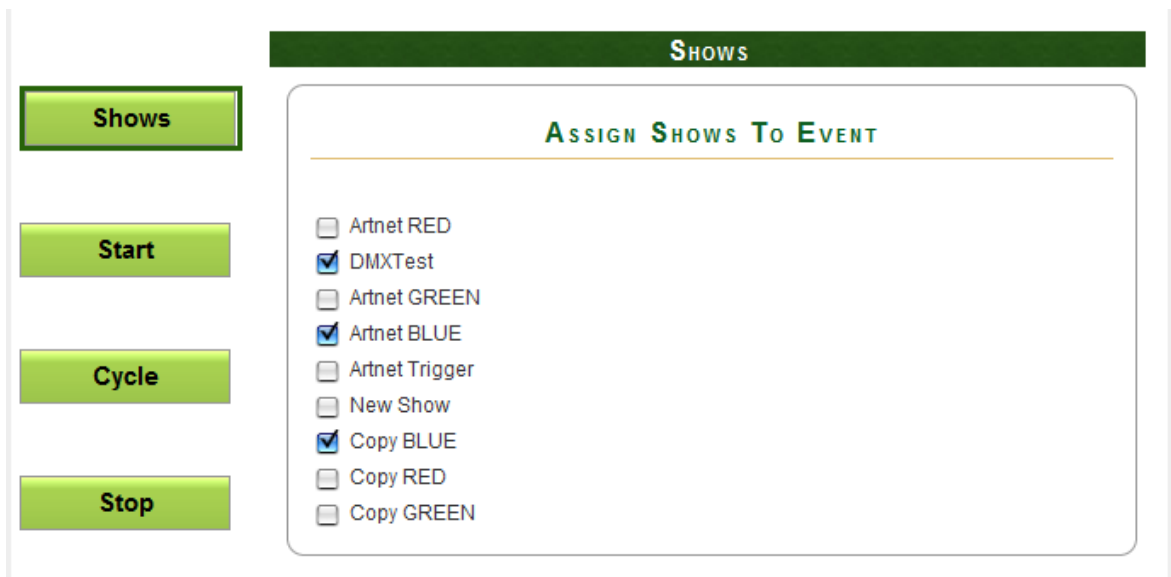 Shows
Shows
Assign Shows To Event
Artnet RED
Start
DMXTest
Artnet GREEN
Artnet BLUE
Cycle
Artnet Trigger
New Show
Copy BLUE
Copy RED
Stop
Copy GREEN